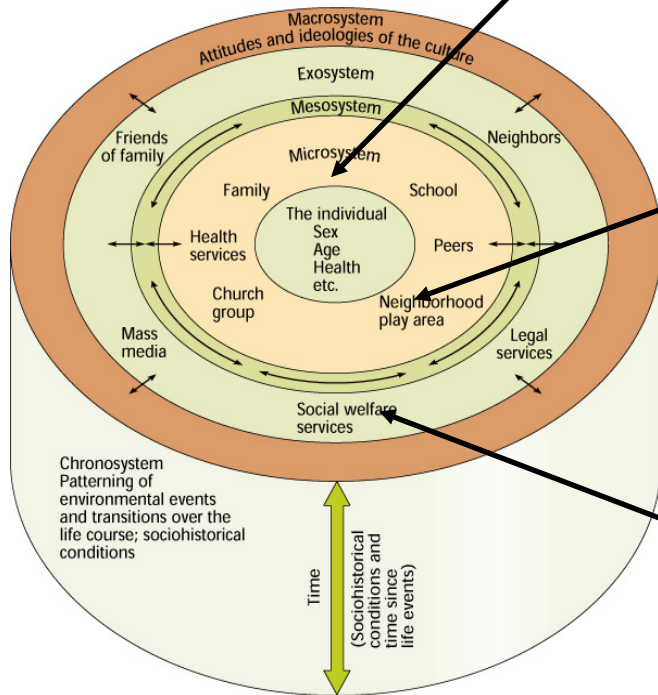 Macrosystem
Attitudes and ideologies of the culture
Exosystem
Mesosystem
Friends
of family
Neighbors
Microsystem
Family
School
The individual
Sex
Age
Health
etc.
Health
services
Peers
Church
group
Neighborhood
play area
Mass
media
Legal
services
Social welfare
services
Chronosystem
Patterning of
environmental events
and transitions over the
life course; sociohistorical
conditions
Time
(Sociohistorical
conditions and
time since
life events)